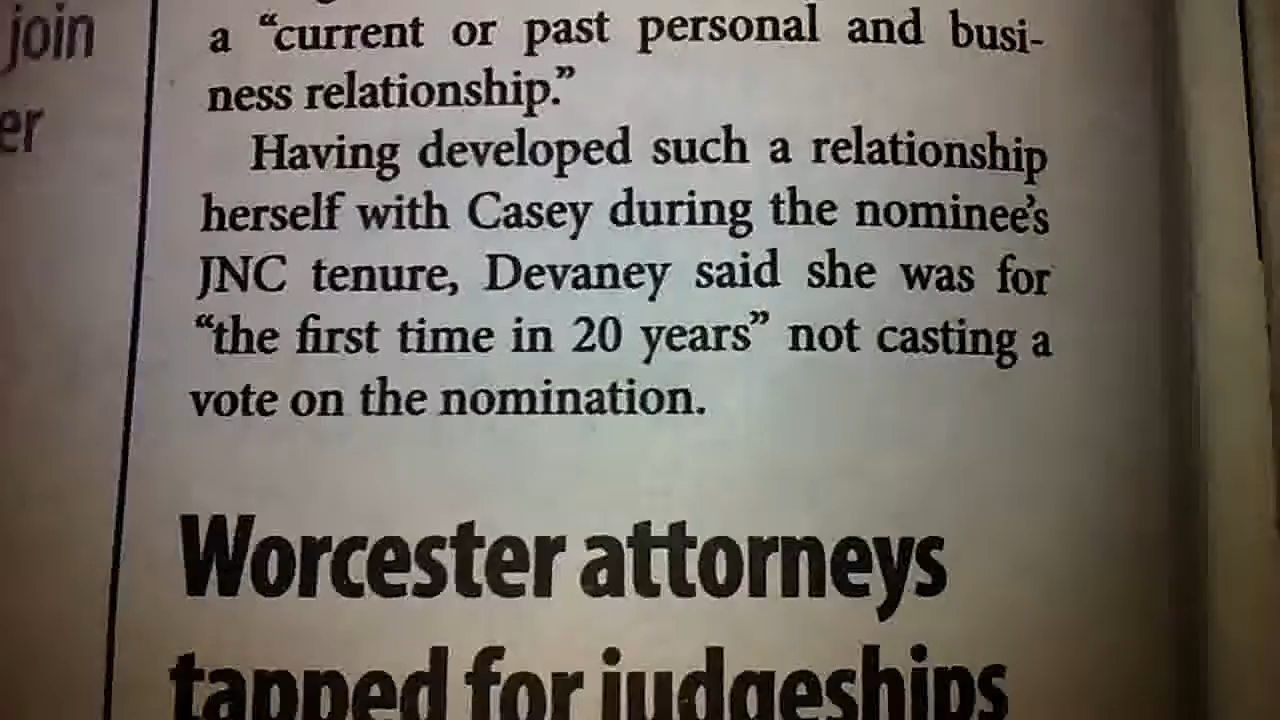 join
er
a “current or past personal and busi-
ness relationship.”
Having developed such a relationship
herself with Casey during the nominee’s
JNC tenure, Devaney said she was for
“the first time in 20 years” not casting a
vote on the nomination.
Worcester attorneys
tapped for judgeships